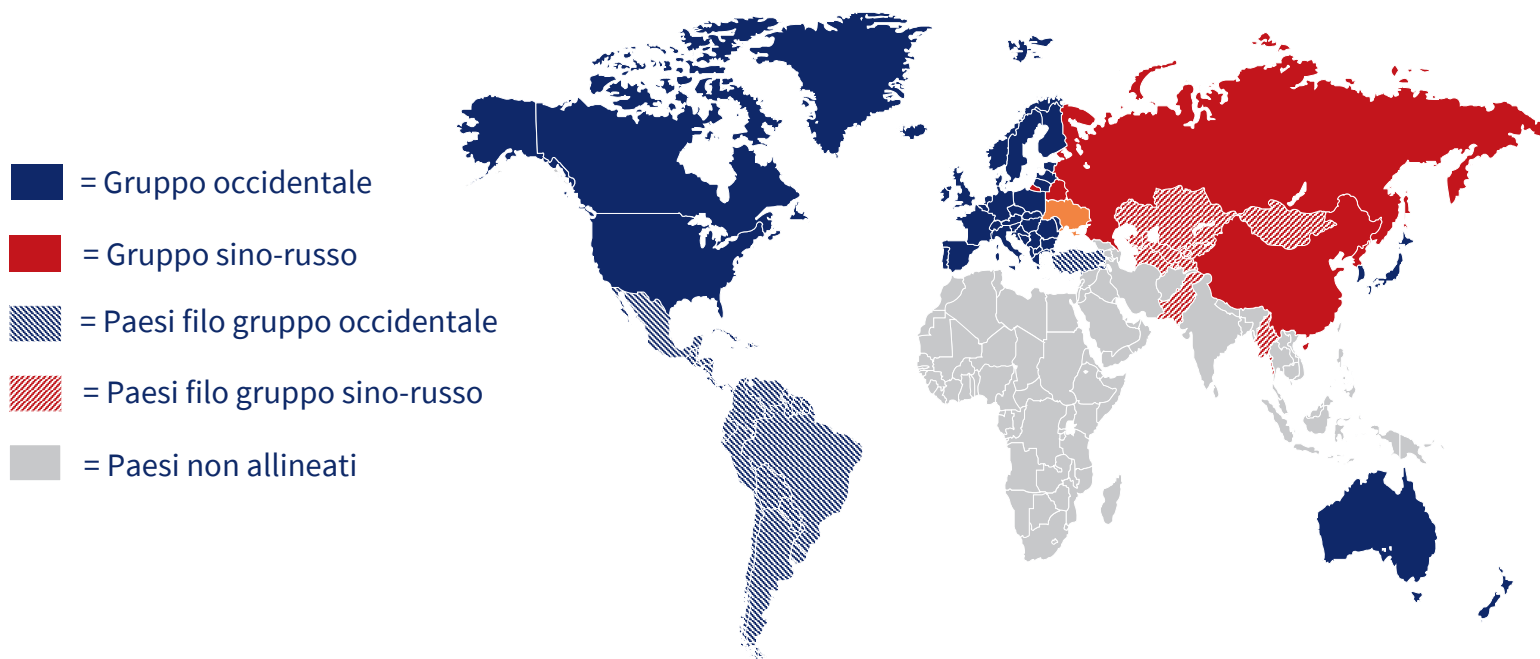 = Gruppo occidentale
= Gruppo sino-russo
= Paesi filo gruppo occidentale
= Paesi filo gruppo sino-russo
= Paesi non allineati